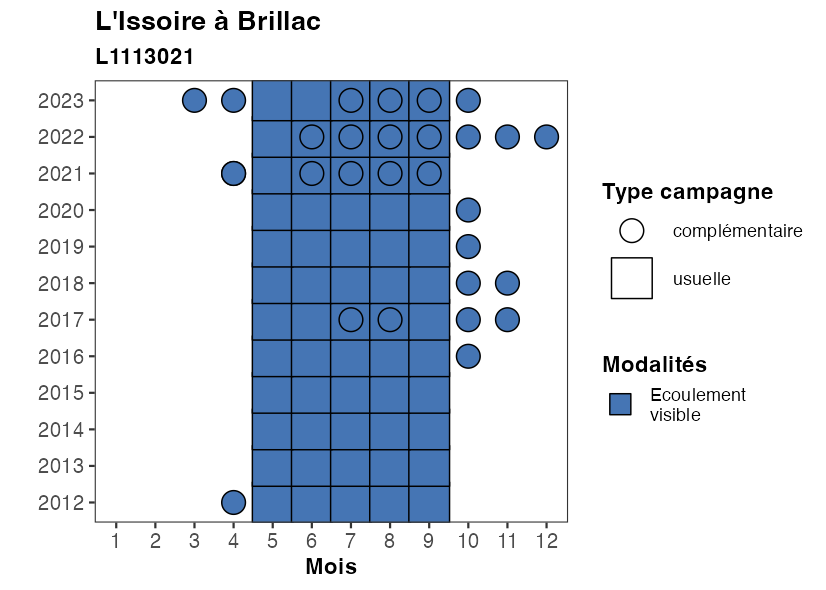 L'Issoire à Brillac
L1113021
2023
2022
2021
2020
2019
2018
2017
2016
2015
2014
2013
2012
1 2 3 4 5 6 7 8 9 10 11 12
Mois
Type campagne
complémentaire
usuelle
Modalités
Ecoulement
visible